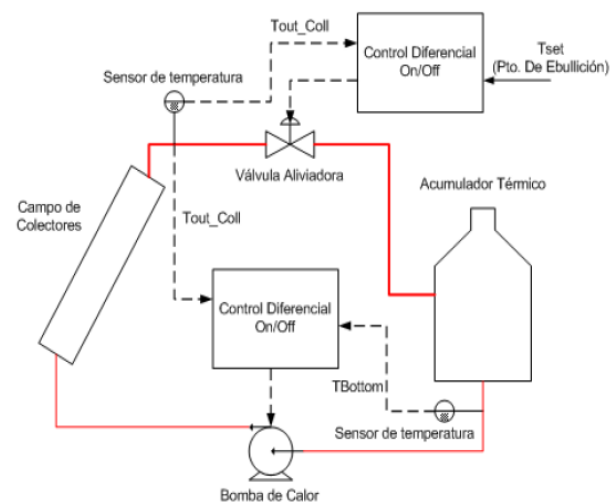 Tout_Coll
Control Diferencial
On/Off
Tset
(Pto. De Ebullición)
Sensor de temperatura
Válvula Aliviadora
Acumulador Térmico
Campo de
Colectores
Tout_Coll
Control Diferencial
On/Off
TBottom
Sensor de temperatura
Bomba de Calor